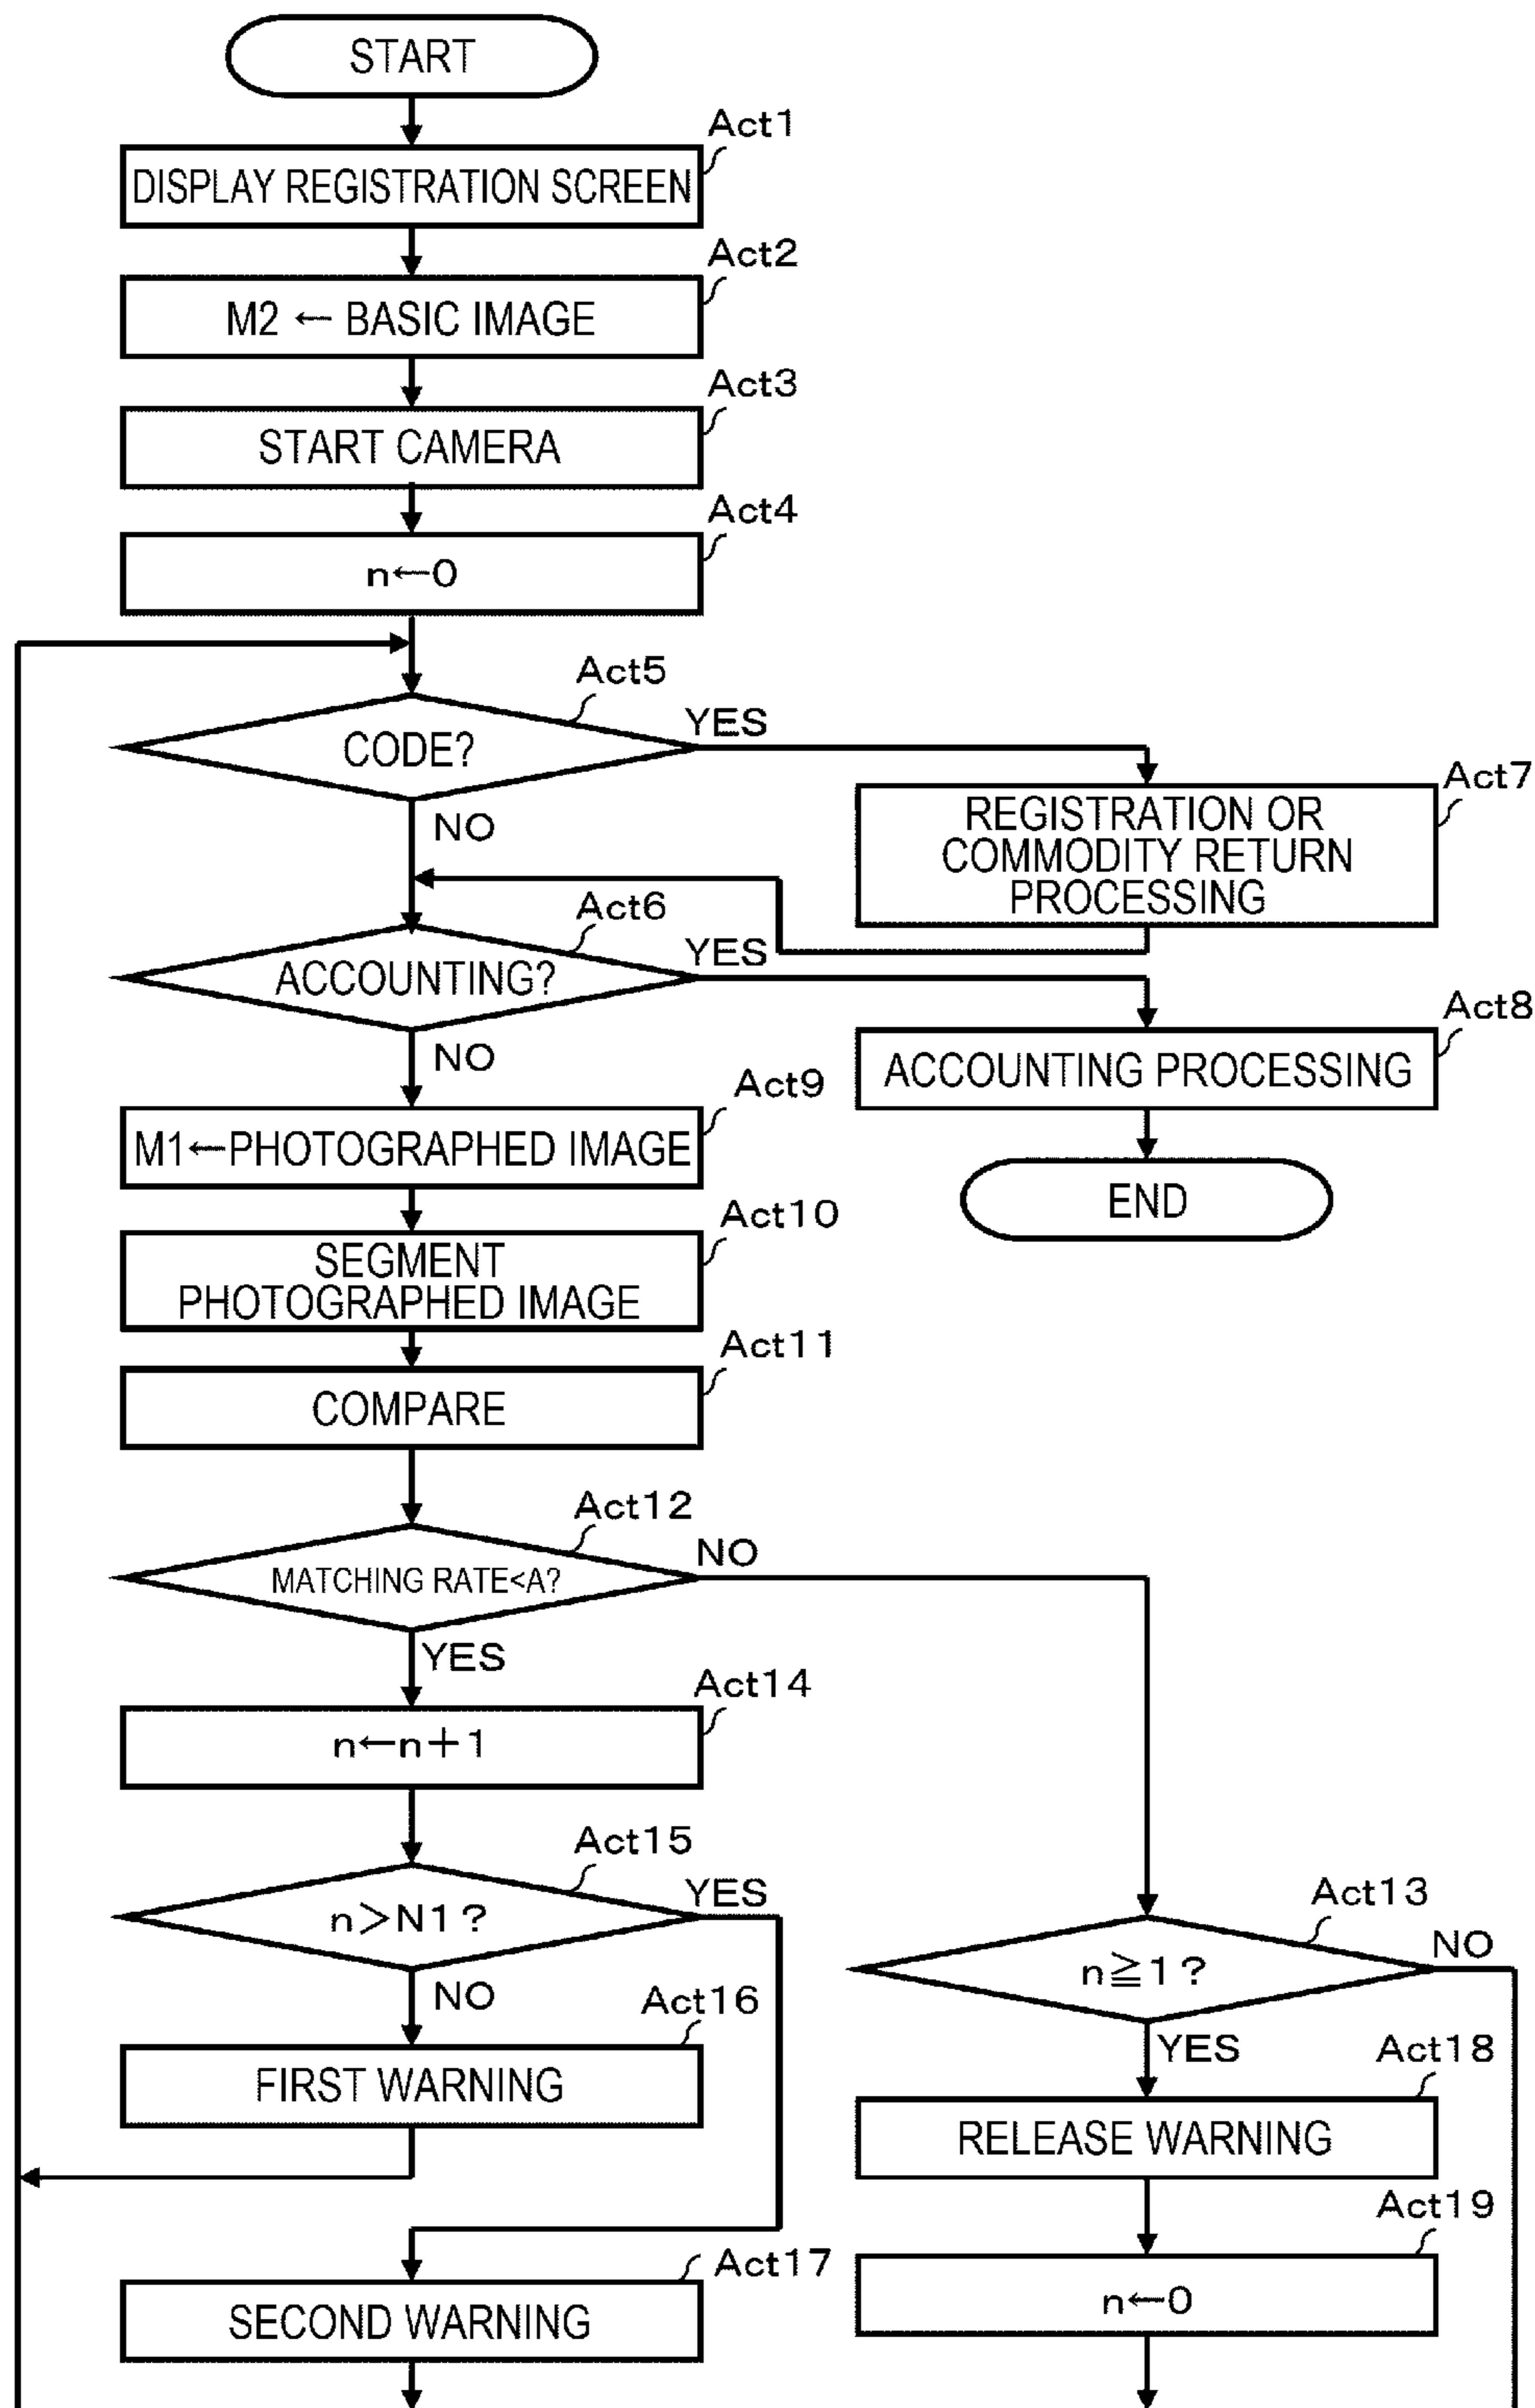 START
Act1
DISPLAY REGISTRATION SCREEN
Act2
M2 ← BASIC IMAGE
Act3
START CAMERA
Act4
n←0
Act5
CODE?
YES
NO
Act7
REGISTRATION OR
COMMODITY RETURN
PROCESSING
Act6
ACCOUNTING?
YES
NO
Act8
ACCOUNTING PROCESSING
END
Act9
M1←PHOTOGRAPHED IMAGE
Act10
SEGMENT
PHOTOGRAPHED IMAGE
Act11
COMPARE
Act12
MATCHING RATE<A?
NO
YES
Act14
n←n+1
Act15
n>N1?
YES
NO
Act13
n≧1?
NO
YES
Act16
FIRST WARNING
Act18
RELEASE WARNING
Act17
SECOND WARNING
Act19
n←0